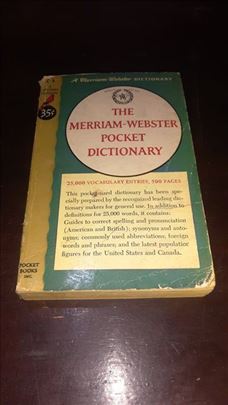 A Merriam-Webster DICTIONARY
35¢
THE
MERRIAM-WEBSTER
POCKET
DICTIONARY
25,000 VOCABULARY ENTRIES, 500 PAGES
This pocket-sized dictionary has been spe-
cially prepared by the recognized leading dic-
tionary makers for general use. In addition to
definitions for 25,000 words, it contains:
Guides to correct spelling and pronunciation
(American and British); synonyms and anto-
nyms; commonly used abbreviations; foreign
words and phrases; and the latest population
figures for the United States and Canada.
POCKET
BOOKS
INC.